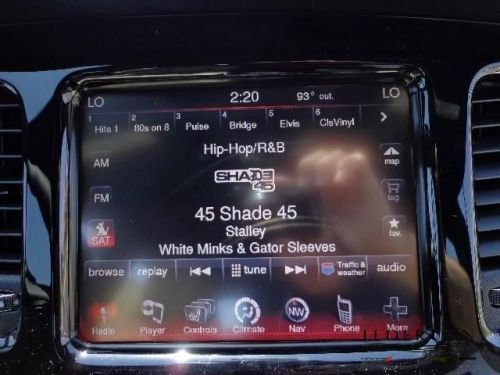 LO 2:20 93° out. LO
1 Hits 1 2 80s on 8 3 Pulse 4 Bridge 5 Elvis 6 ClsVinyl >
Hip-Hop/R&B
AM
map
SHADE 45
FM
tag
45 Shade 45
Stalley
SAT
fav.
White Minks & Gator Sleeves
browse replay tune Traffic & weather audio
NW
Radio Player Controls Climate Nav Phone More